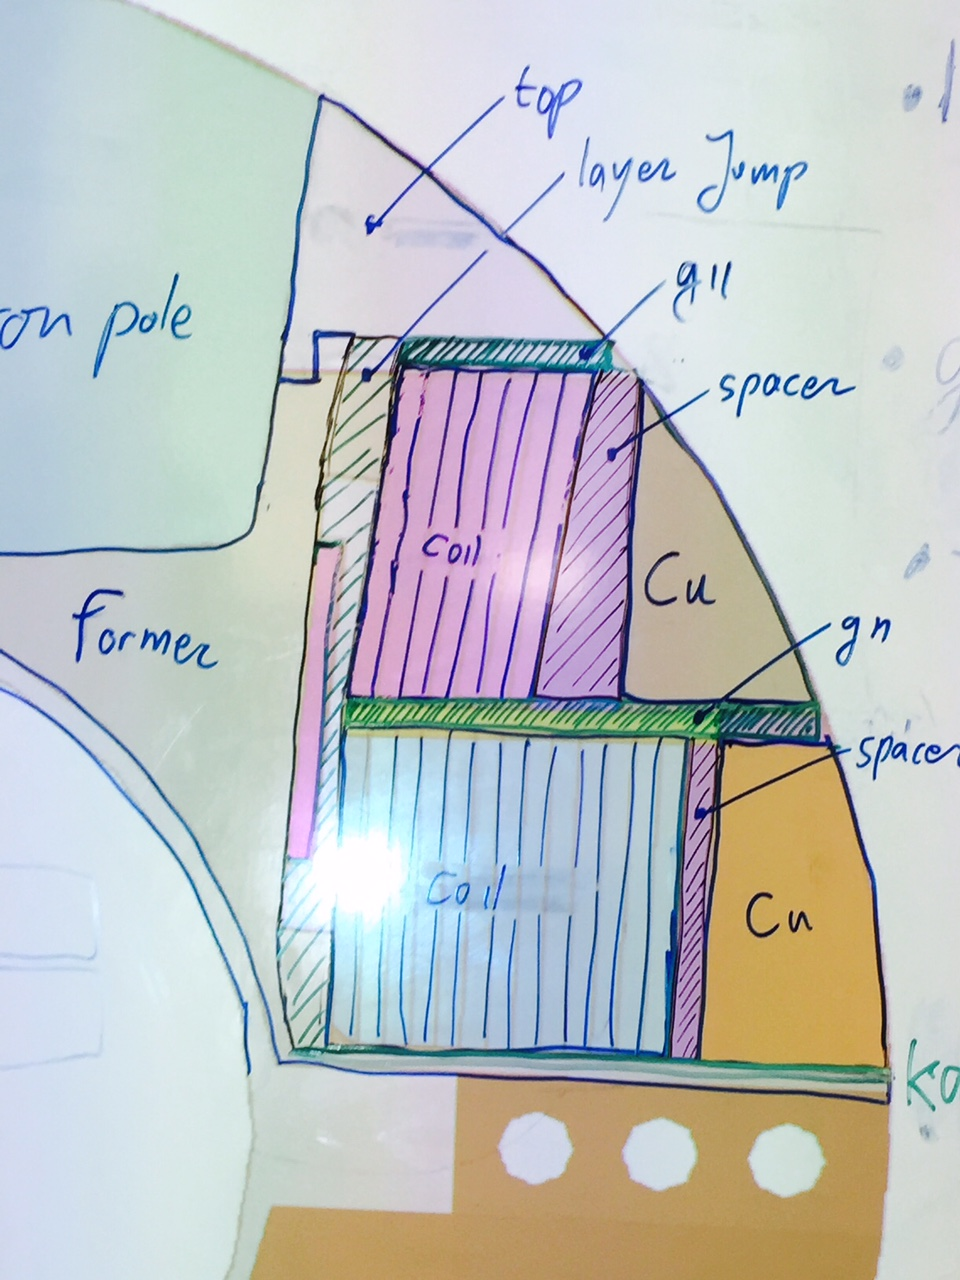 top
layer Jump
g11
on pole
spacer
coil
Cu
former
gn
spacer
coil
Cu